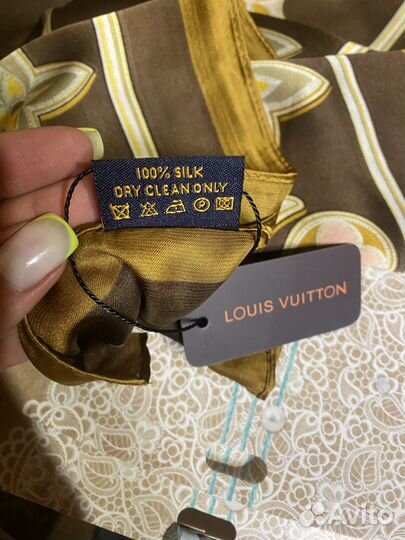 100% SILK
DRY CLEAN ONLY
P
LOUIS VUITTON
Avito